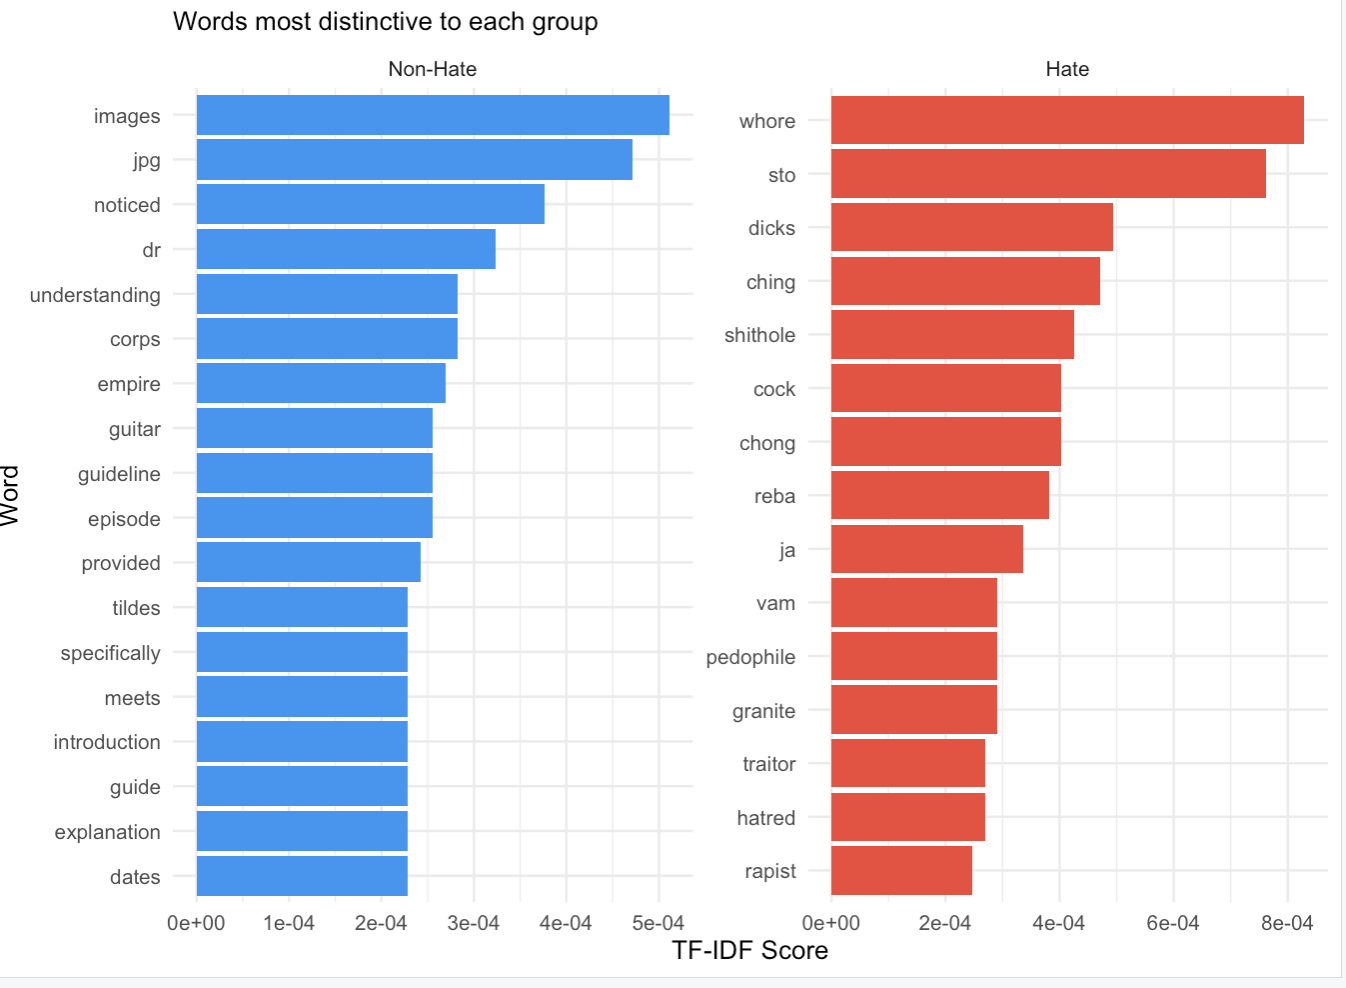 Words most distinctive to each group
Non-Hate
images
jpg
noticed
dr
understanding
corps
empire
guitar
guideline
episode
provided
tildes
specifically
meets
introduction
guide
explanation
dates
0e+00 1e-04 2e-04 3e-04 4e-04 5e-04
Hate
whore
sto
dicks
ching
shithole
cock
chong
reba
ja
vam
pedophile
granite
traitor
hatred
rapist
0e+00 2e-04 4e-04 6e-04 8e-04
Word
TF-IDF Score